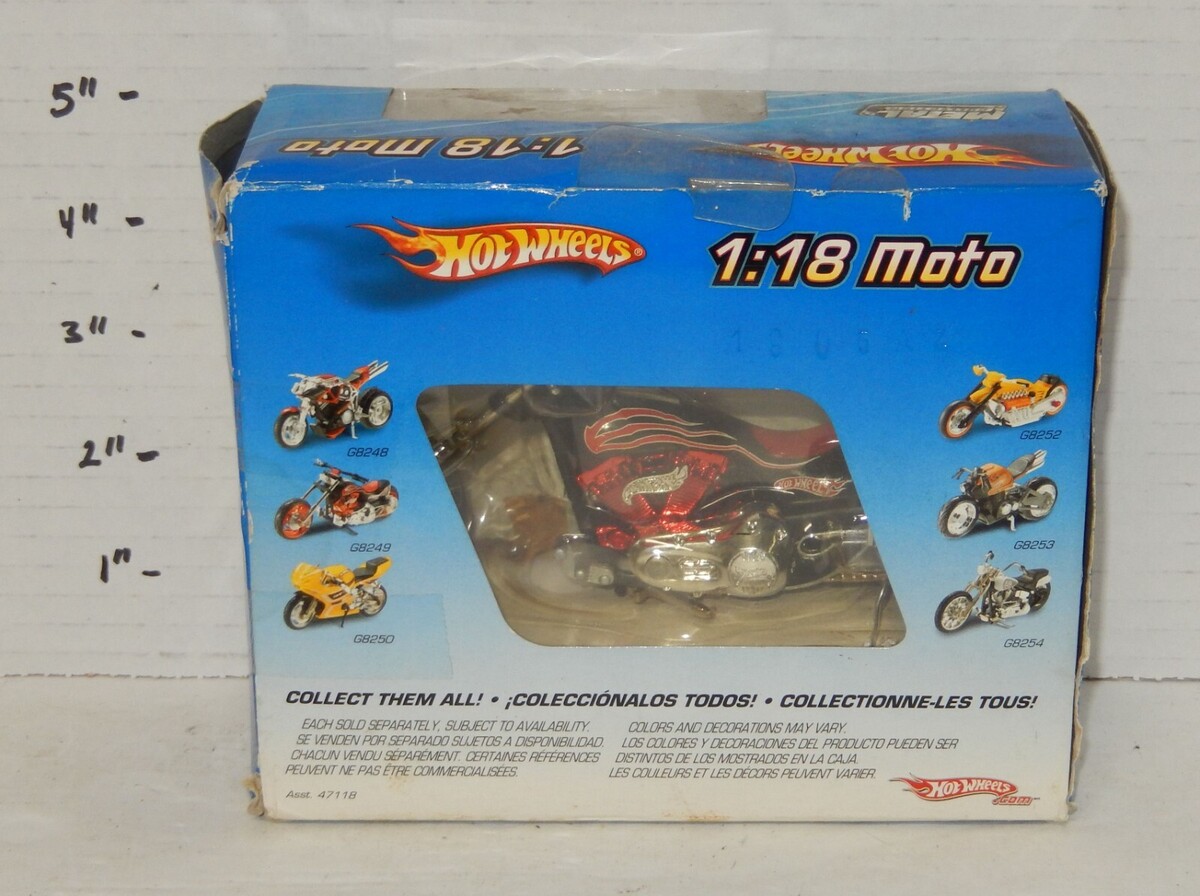 5" -
4" -
3" -
2" -
1" -
METAL
HOT WHEELS
1:18 Moto
HOT WHEELS®
1:18 Moto
G8248
G8249
G8250
G8252
G8253
G8254
HOT WHEELS
COLLECT THEM ALL! • ¡COLECCIÓNALOS TODOS! • COLLECTIONNE-LES TOUS!
EACH SOLD SEPARATELY, SUBJECT TO AVAILABILITY.
SE VENDEN POR SEPARADO SUJETOS A DISPONIBILIDAD.
CHACUN VENDU SÉPARÉMENT. CERTAINES RÉFÉRENCES
PEUVENT NE PAS ÊTRE COMMERCIALISÉES.
COLORS AND DECORATIONS MAY VARY.
LOS COLORES Y DECORACIONES DEL PRODUCTO PUEDEN SER
DISTINTOS DE LOS MOSTRADOS EN LA CAJA.
LES COULEURS ET LES DÉCORS PEUVENT VARIER.
Asst. 47118
HOT WHEELS
.COM